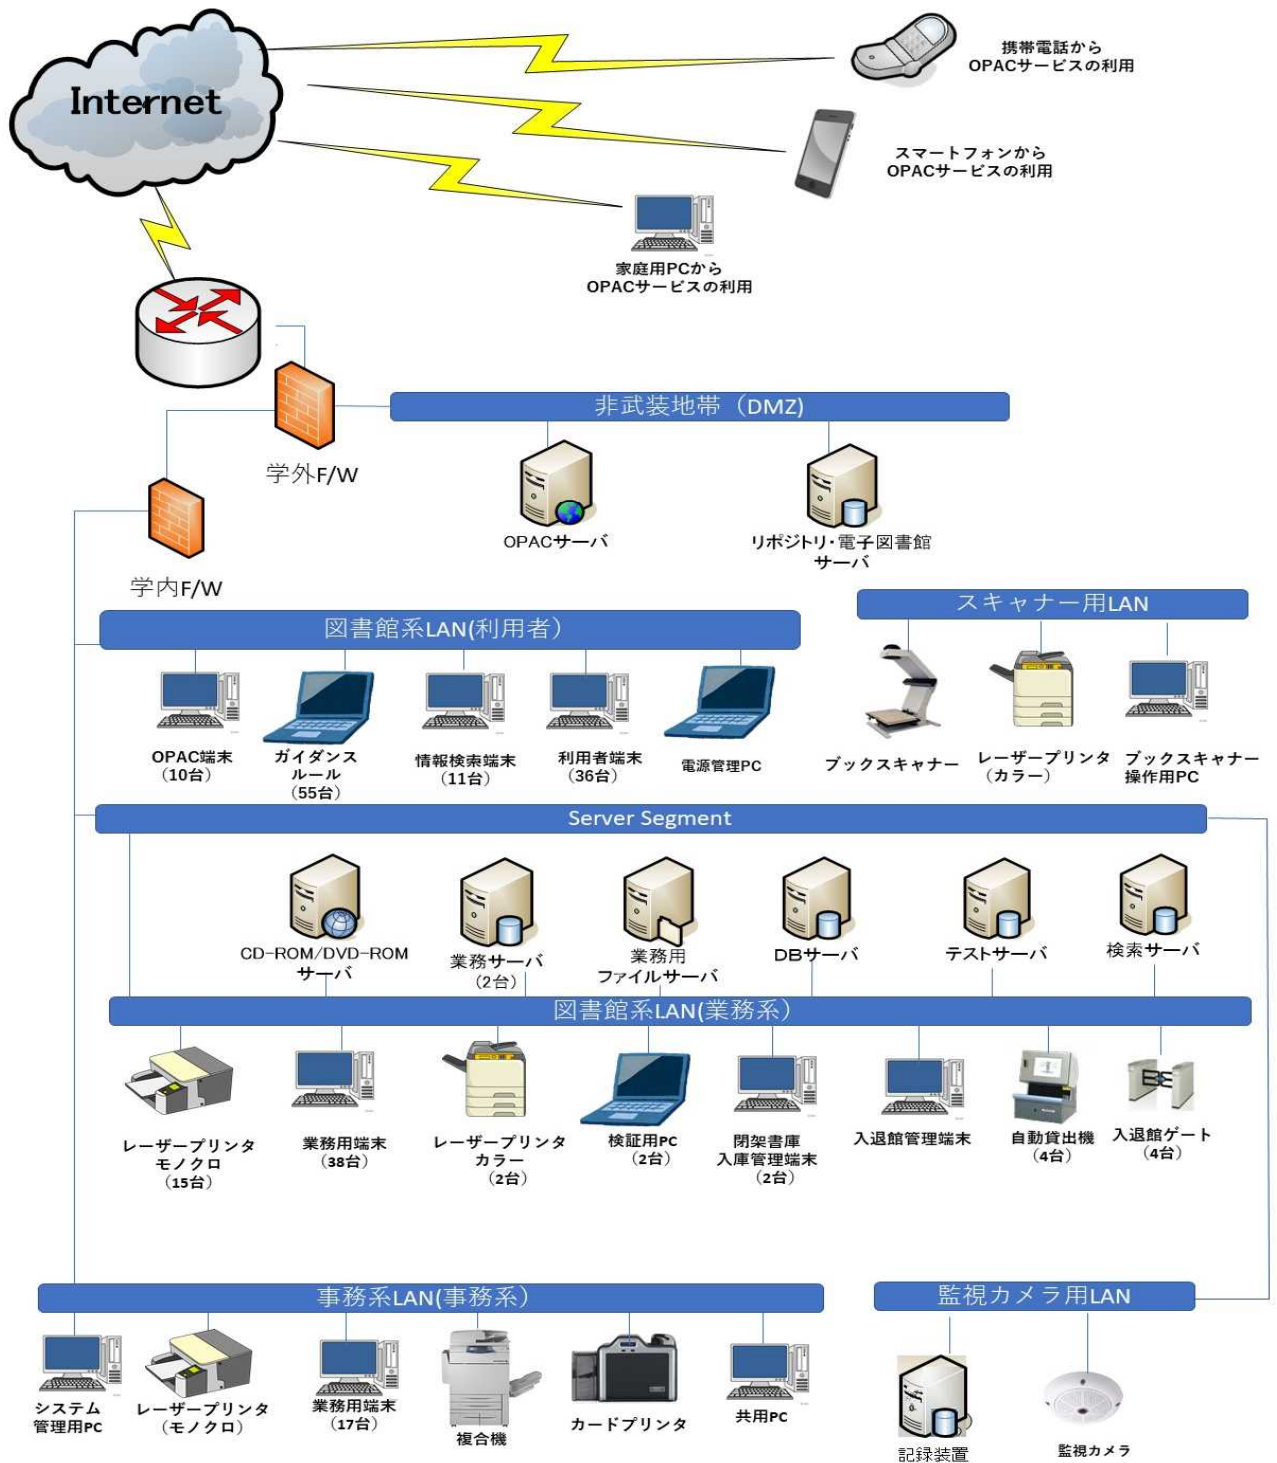 Internet
携帯電話から
OPACサービスの利用
スマートフォンから
OPACサービスの利用
家庭用PCから
OPACサービスの利用
非武装地帯（DMZ)
学外F/W
OPACサーバ
リポジトリ・電子図書館
サーバ
学内F/W
図書館系LAN(利用者）
スキャナー用LAN
OPAC端末
（10台）
ガイダンス
ルール
（55台）
情報検索端末
（11台）
利用者端末
（36台）
電源管理PC
ブックスキャナー
レーザープリンタ
（カラー）
ブックスキャナー
操作用PC
Server Segment
CD-ROM/DVD-ROM
サーバ
業務サーバ
（2台）
業務用
ファイルサーバ
DBサーバ
テストサーバ
検索サーバ
図書館系LAN(業務系）
レーザープリンタ
モノクロ
（15台）
業務用端末
（38台）
レーザープリンタ
カラー
（2台）
検証用PC
（2台）
閉架書庫
入庫管理端末
（2台）
入退館管理端末
自動貸出機
（4台）
入退館ゲート
（4台）
事務系LAN(事務系）
監視カメラ用LAN
システム
管理用PC
レーザープリンタ
（モノクロ）
業務用端末
（17台）
複合機
カードプリンタ
共用PC
記録装置
監視カメラ